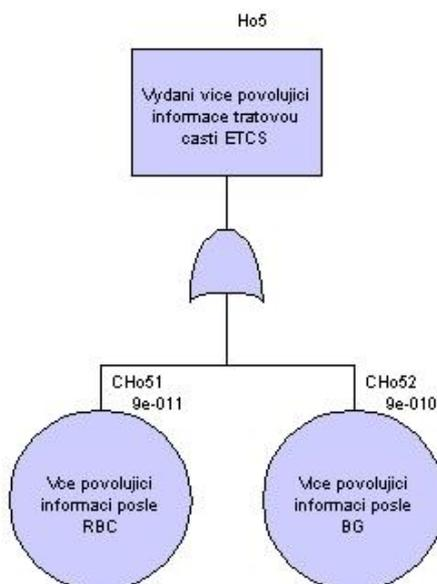 Ho5
Vydani vice povolujici
informace tratovou
casti ETCS
CHo51
9e-011
CHo52
9e-010
Vce povolujici
informaci posle
RBC
Vice povolujici
informaci posle
BG